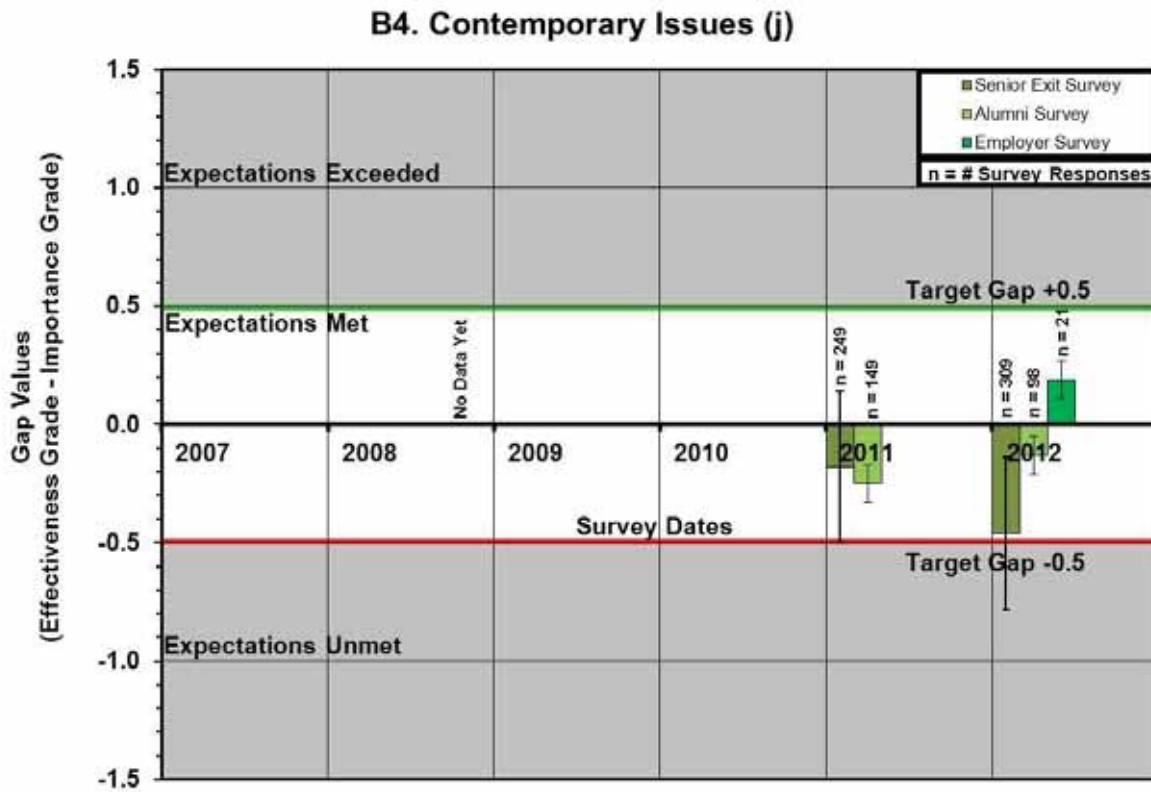 B4. Contemporary Issues (j)
1.5
1.0
0.5
0.0
-0.5
-1.0
-1.5
Gap Values
(Effectiveness Grade - Importance Grade)
Senior Exit Survey
Alumni Survey
Employer Survey
n = # Survey Responses
Expectations Exceeded
Target Gap +0.5
Expectations Met
No Data Yet
n = 249
n = 149
n = 309
n = 98
n = 21
2007
2008
2009
2010
2011
2012
Survey Dates
Target Gap -0.5
Expectations Unmet